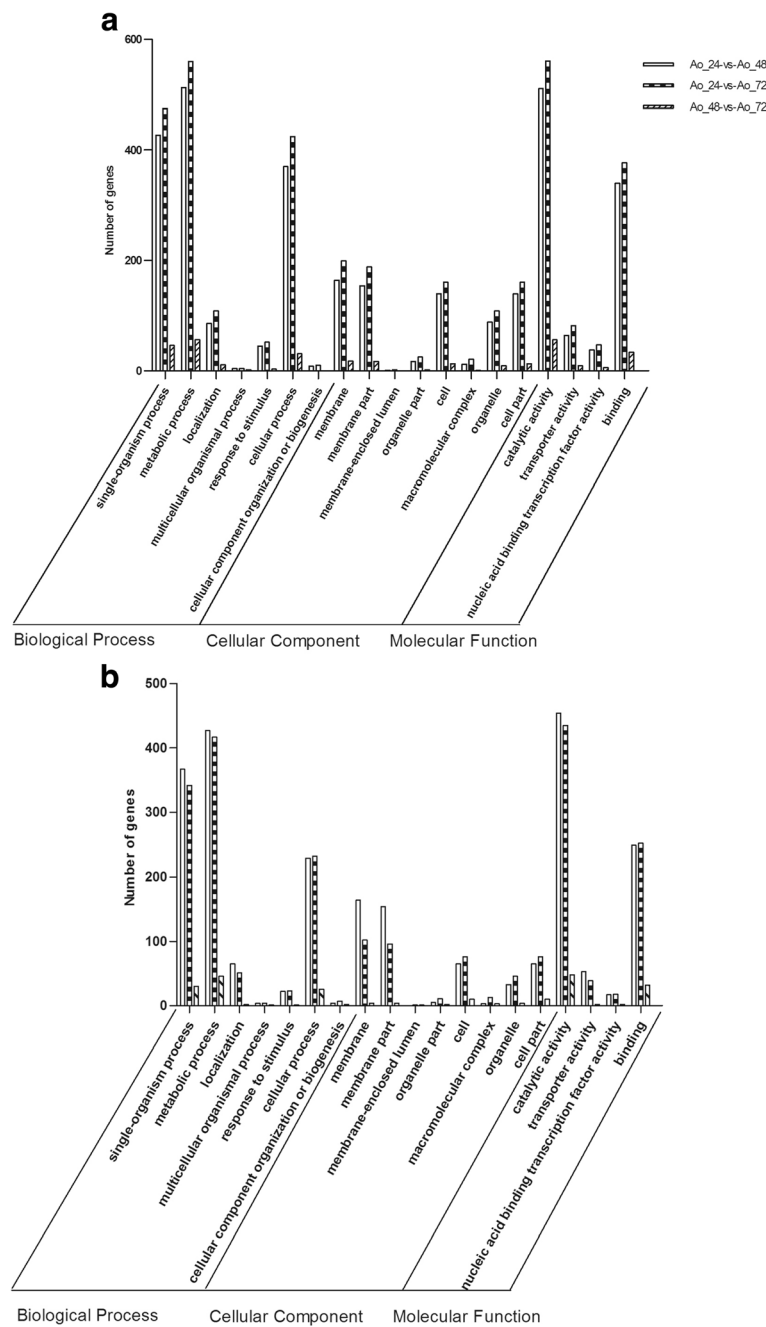 a
600
400
200
0
Number of genes
Ao_24-vs-Ao_48
Ao_24-vs-Ao_72
Ao_48-vs-Ao_72
single-organism process
metabolic process
localization
multicellular organismal process
response to stimulus
cellular process
cellular component organization or biogenesis
membrane
membrane part
membrane-enclosed lumen
organelle part
cell
macromolecular complex
organelle
cell part
catalytic activity
transporter activity
nucleic acid binding transcription factor activity
binding
Biological Process
Cellular Component
Molecular Function
b
500
400
300
200
100
0
Number of genes
single-organism process
metabolic process
localization
multicellular organismal process
response to stimulus
cellular process
cellular component organization or biogenesis
membrane
membrane part
membrane-enclosed lumen
organelle part
cell
macromolecular complex
organelle
cell part
catalytic activity
transporter activity
nucleic acid binding transcription factor activity
binding
Biological Process
Cellular Component
Molecular Function